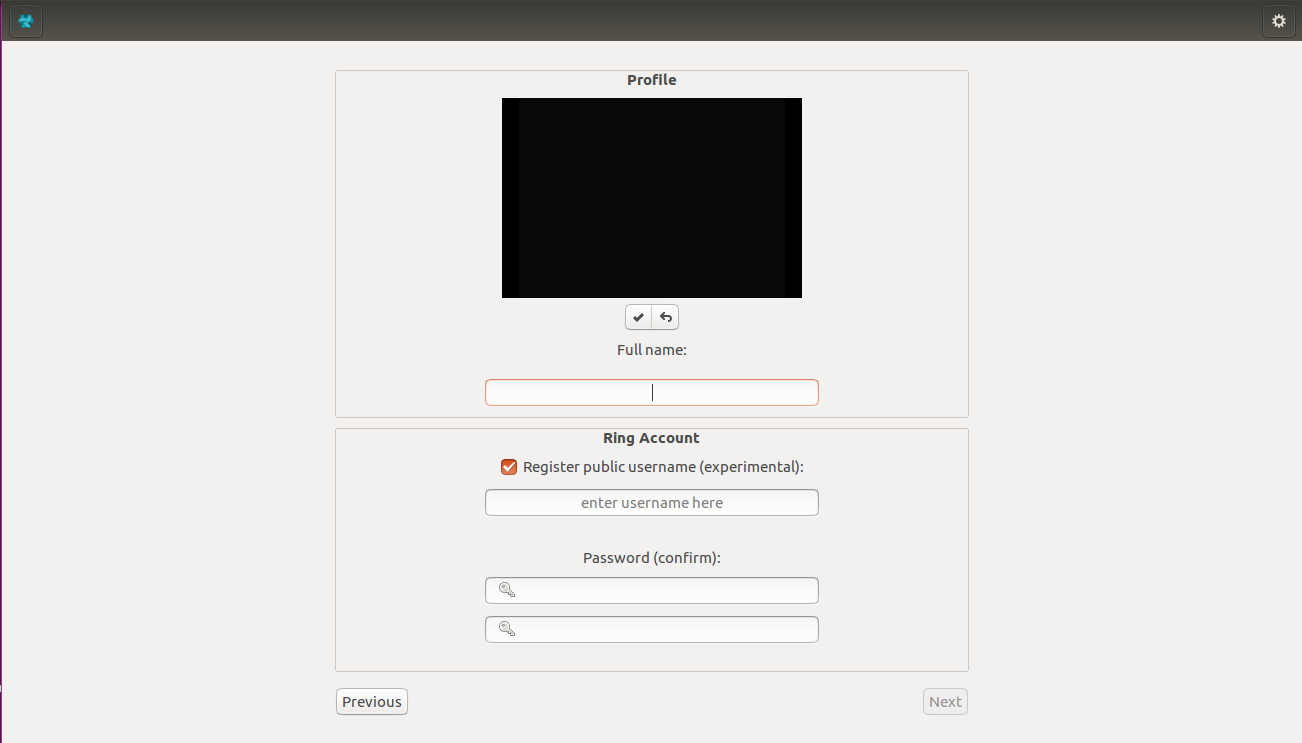 Profile
Full name:
Ring Account
Register public username (experimental):
enter username here
Password (confirm):
Previous
Next